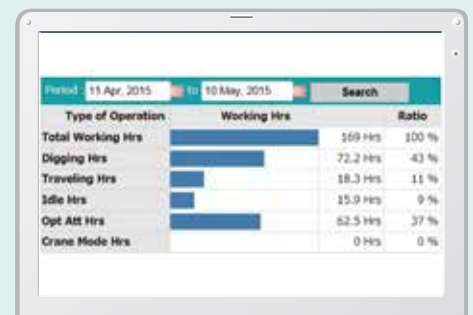 Period : 11 Apr, 2015 to 10 May, 2015 Search
Type of Operation Working Hrs Ratio
Total Working Hrs 169 Hrs 100 %
Digging Hrs 72.2 Hrs 43 %
Traveling Hrs 18.3 Hrs 11 %
Idle Hrs 15.9 Hrs 9 %
Opt Att Hrs 62.5 Hrs 37 %
Crane Mode Hrs 0 Hrs 0 %